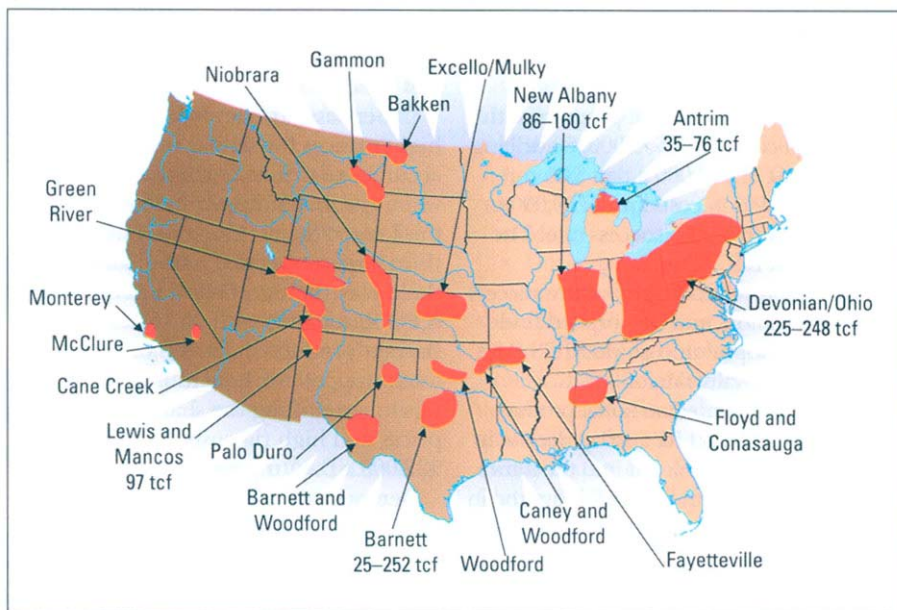 Niobrara
Gammon
Bakken
Excello/Mulky
New Albany
86–160 tcf
Antrim
35–76 tcf
Green
River
Monterey
McClure
Cane Creek
Lewis and
Mancos
97 tcf
Palo Duro
Barnett and
Woodford
Barnett
25–252 tcf
Woodford
Caney and
Woodford
Fayetteville
Floyd and
Conasauga
Devonian/Ohio
225–248 tcf